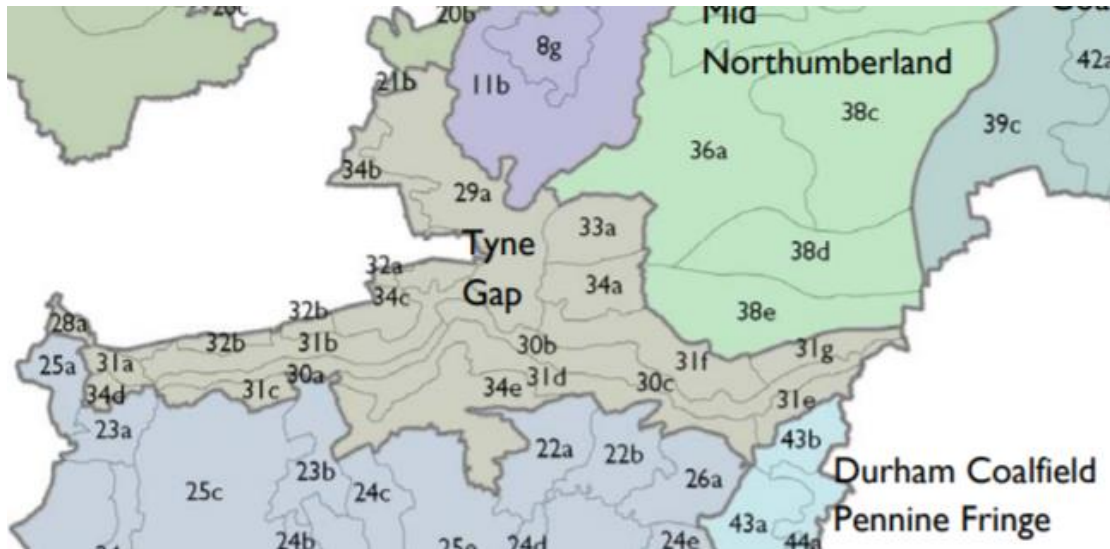 20c
20b
Mid
Northumberland
8g
42a
21b
11b
38c
39c
36a
34b
29a
33a
Tyne
Gap
38d
32a
34a
34c
32b
38e
28a
32b
31b
30b
31g
25a
31a
31f
30a
31d
30c
34d
31c
34e
31e
23a
43b
22a
22b
Durham Coalfield
Pennine Fringe
23b
26a
25c
24c
43a
24b
24d
24e
44a